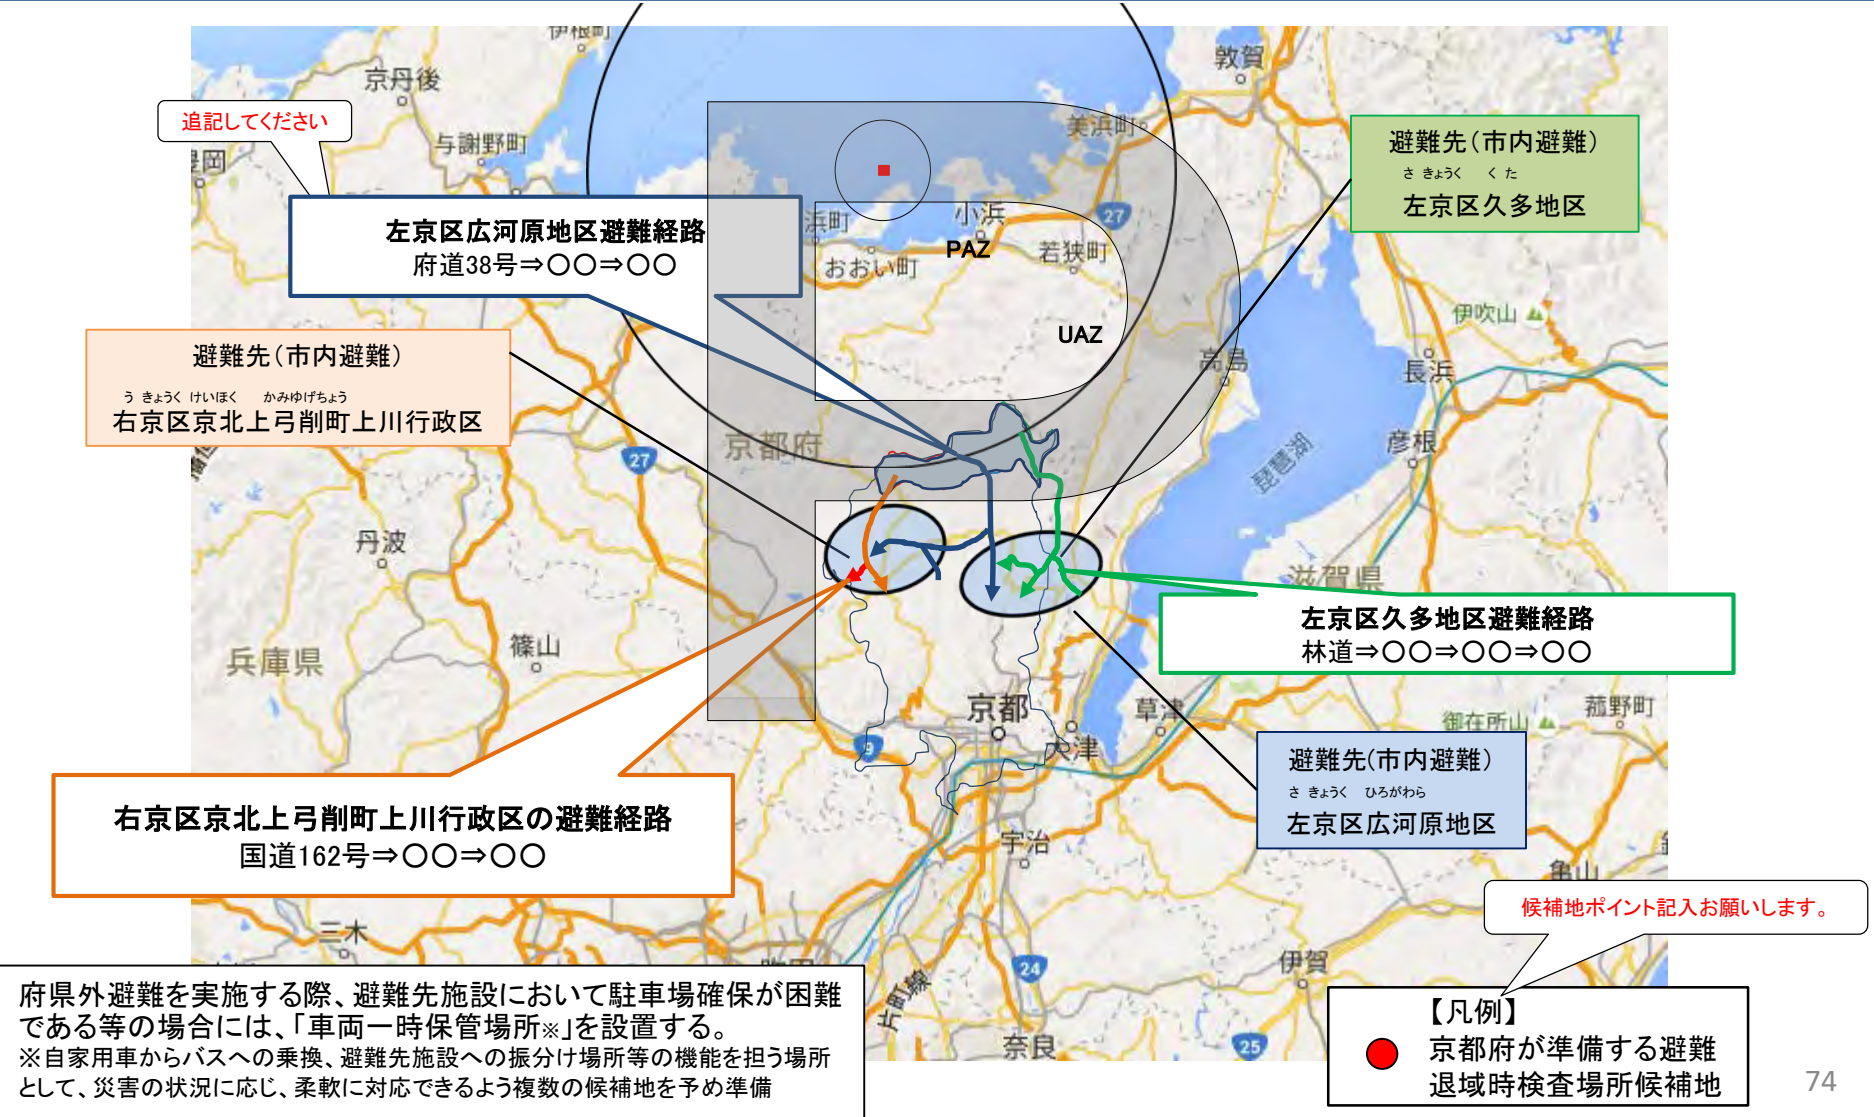 伊根町
京丹後
敦賀
追記してください
与謝野町
美浜町
避難先(市内避難)
さ きょうく くた
左京区久多地区
左京区広河原地区避難経路
府道38号⇒〇〇⇒〇〇
浜町
小浜
27
PAZ
若狭町
おおい町
UAZ
伊吹山
高島
長浜
避難先(市内避難)
う きょうく けいほく かみゆげちょう
右京区京北上弓削町上川行政区
京都府
27
琵琶湖
彦根
丹波
滋賀県
左京区久多地区避難経路
林道⇒〇〇⇒〇〇⇒〇〇
兵庫県
篠山
京都
草津
大津
御在所山
菰野町
9
避難先(市内避難)
さ きょうく ひろがわら
左京区広河原地区
右京区京北上弓削町上川行政区の避難経路
国道162号⇒〇〇⇒〇〇
宇治
亀山
候補地ポイント記入お願いします。
三木
24
伊賀
片町線
奈良
25
府県外避難を実施する際、避難先施設において駐車場確保が困難
である等の場合には、「車両一時保管場所※」を設置する。
※自家用車からバスへの乗換、避難先施設への振分け場所等の機能を担う場所
として、災害の状況に応じ、柔軟に対応できるよう複数の候補地を予め準備
【凡例】
京都府が準備する避難
退域時検査場所候補地
74